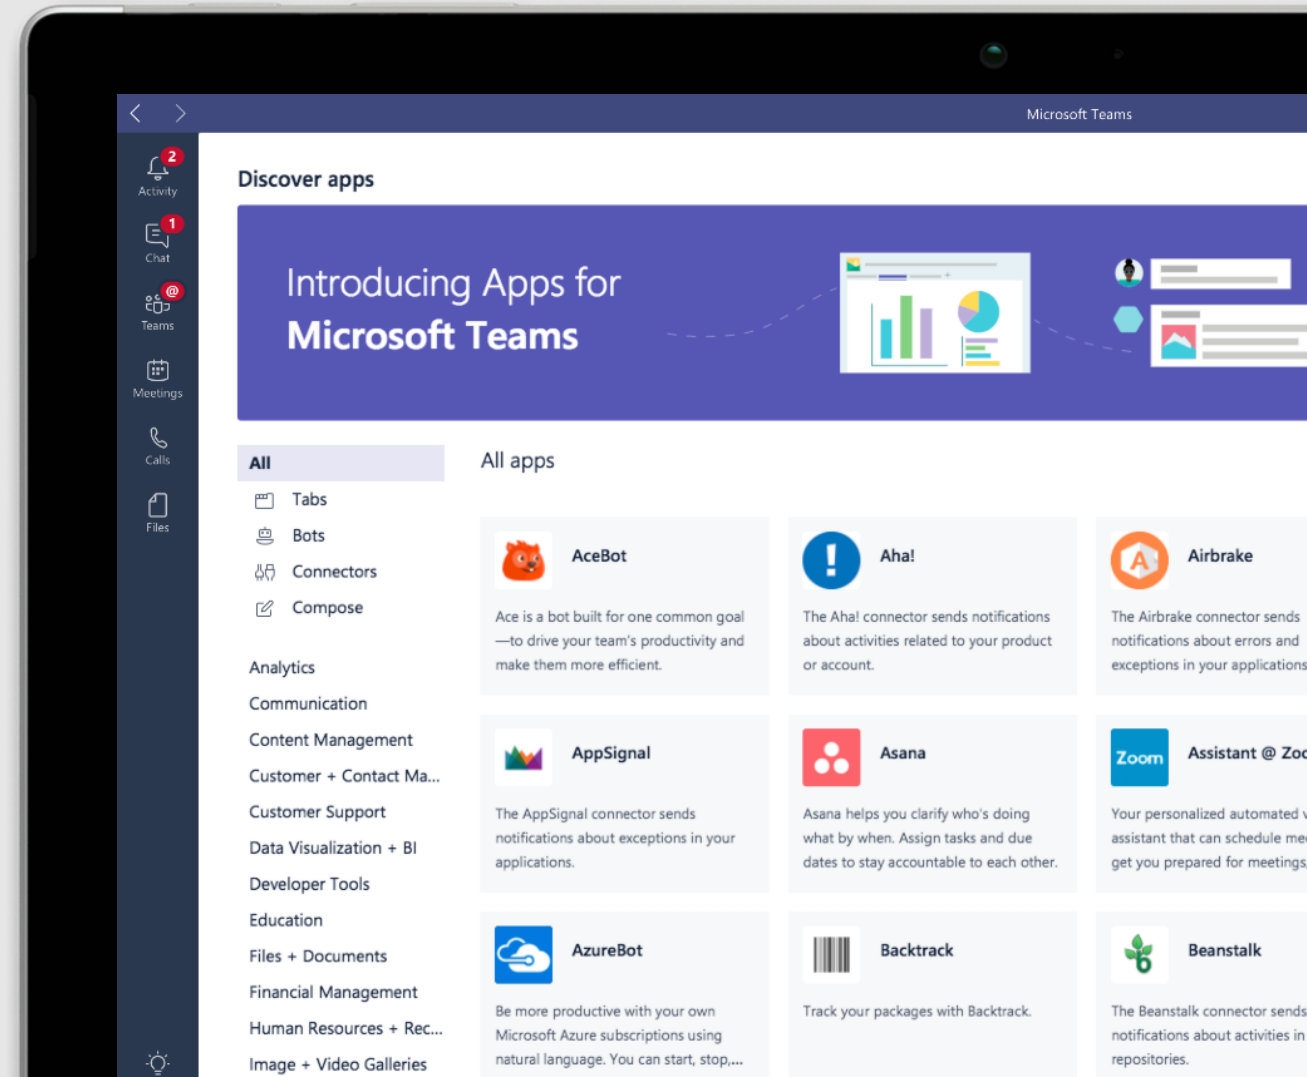 Microsoft Teams
2
Activity
1
Chat
@
Teams
Meetings
Calls
Files
Discover apps
Introducing Apps for
Microsoft Teams
All
Tabs
Bots
Connectors
Compose
Analytics
Communication
Content Management
Customer + Contact Ma...
Customer Support
Data Visualization + BI
Developer Tools
Education
Files + Documents
Financial Management
Human Resources + Rec...
Image + Video Galleries
All apps
AceBot
Ace is a bot built for one common goal
—to drive your team's productivity and
make them more efficient.
!
Aha!
The Aha! connector sends notifications
about activities related to your product
or account.
A
Airbrake
The Airbrake connector sends
notifications about errors and
exceptions in your applications
AppSignal
The AppSignal connector sends
notifications about exceptions in your
applications.
Asana
Asana helps you clarify who's doing
what by when. Assign tasks and due
dates to stay accountable to each other.
Zoom
Assistant @
Your personalized automated
assistant that can schedule
get you prepared for meetings,
AzureBot
Be more productive with your own
Microsoft Azure subscriptions using
natural language. You can start, stop,...
Backtrack
Track your packages with Backtrack.
Beanstalk
The Beanstalk connector sends
notifications about activities in
repositories.